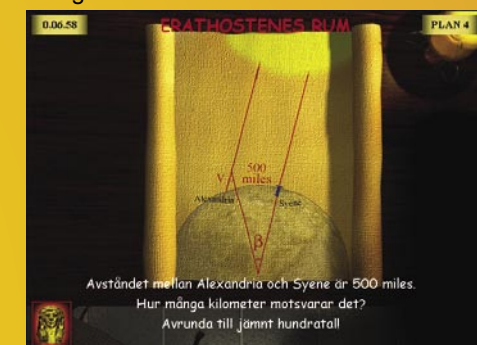 0.06.58
ERATHOSTENES RUM
PLAN 4
500
miles
V
Alexandria
Syene
β
Avståndet mellan Alexandria och Syene är 500 miles.
Hur många kilometer motsvarar det?
Avrunda till jämnt hundratal!